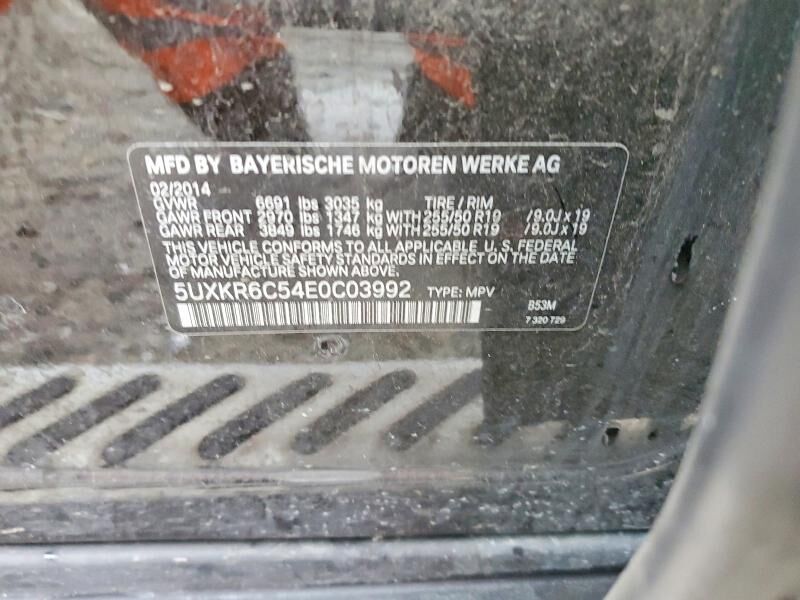 MFD BY BAYERISCHE MOTOREN WERKE AG
02/2014
GVWR 6691 lbs 3035 kg TIRE / RIM
GAWR FRONT 2970 lbs 1347 kg WITH 255/50 R19 /9.0J x 19
GAWR REAR 3849 lbs 1746 kg WITH 255/50 R19 /9.0J x 19
THIS VEHICLE CONFORMS TO ALL APPLICABLE U. S. FEDERAL
MOTOR VEHICLE SAFETY STANDARDS IN EFFECT ON THE DATE
OF MANUFACTURE SHOWN ABOVE.
5UXKR6C54E0C03992 TYPE: MPV
B53M
7 320 729